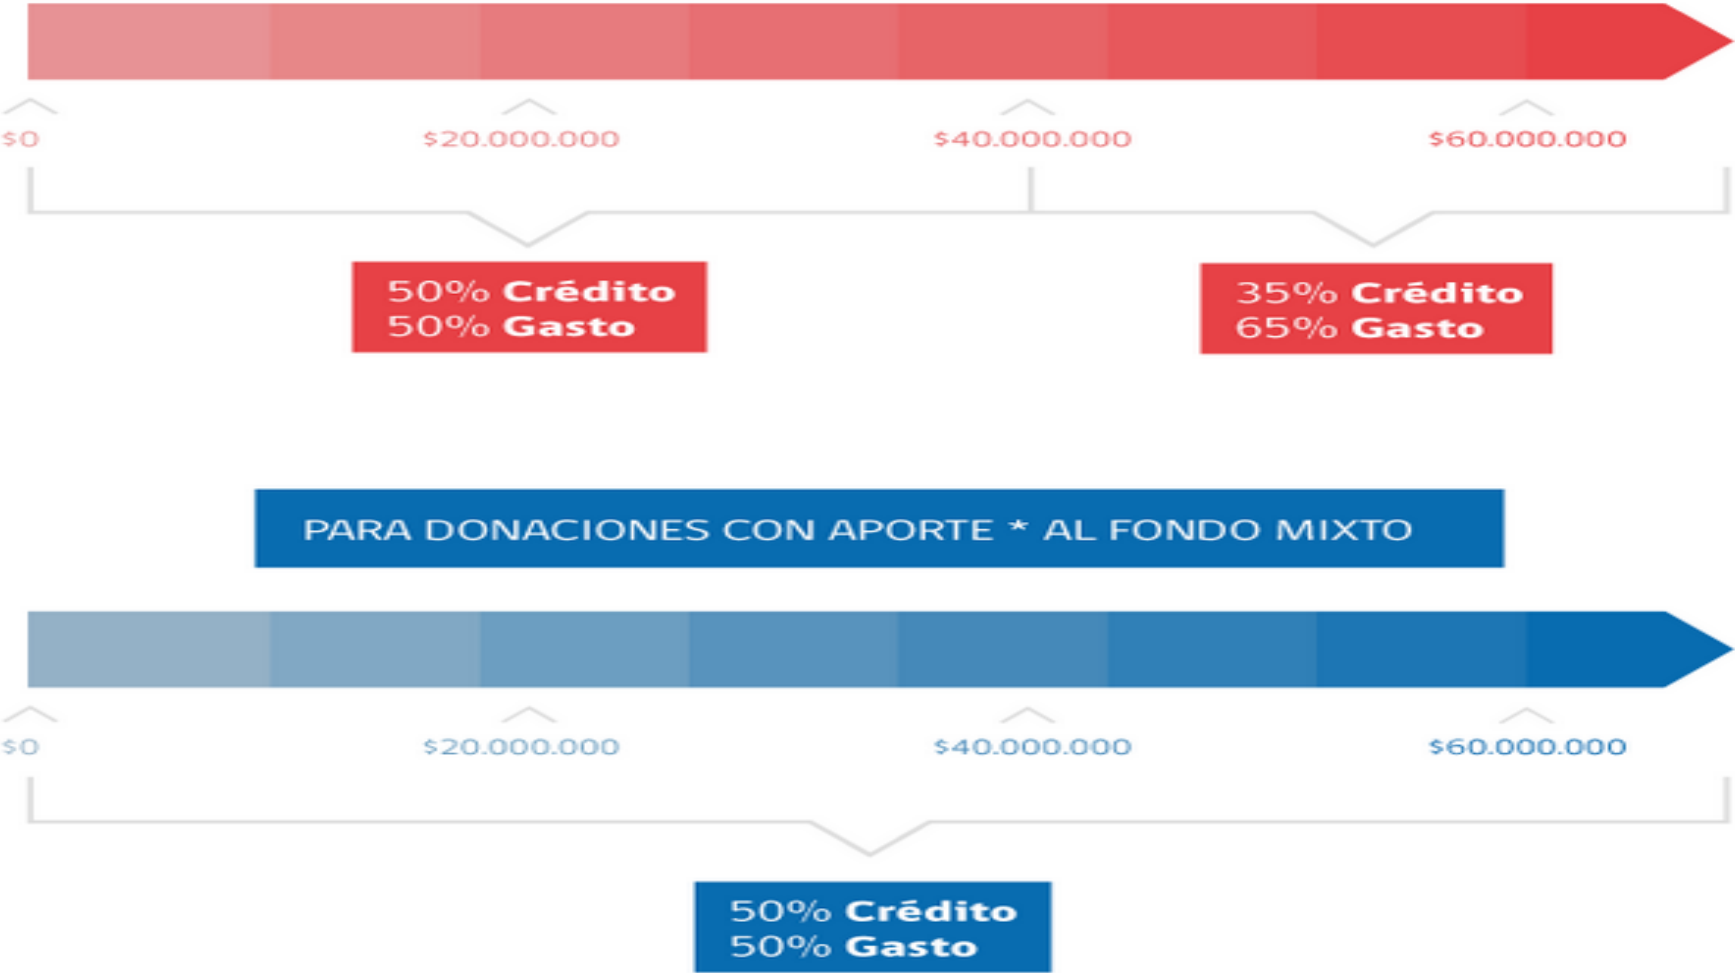 $0 $20.000.000 $40.000.000 $60.000.000
50% Crédito
50% Gasto
35% Crédito
65% Gasto
PARA DONACIONES CON APORTE * AL FONDO MIXTO
$0 $20.000.000 $40.000.000 $60.000.000
50% Crédito
50% Gasto